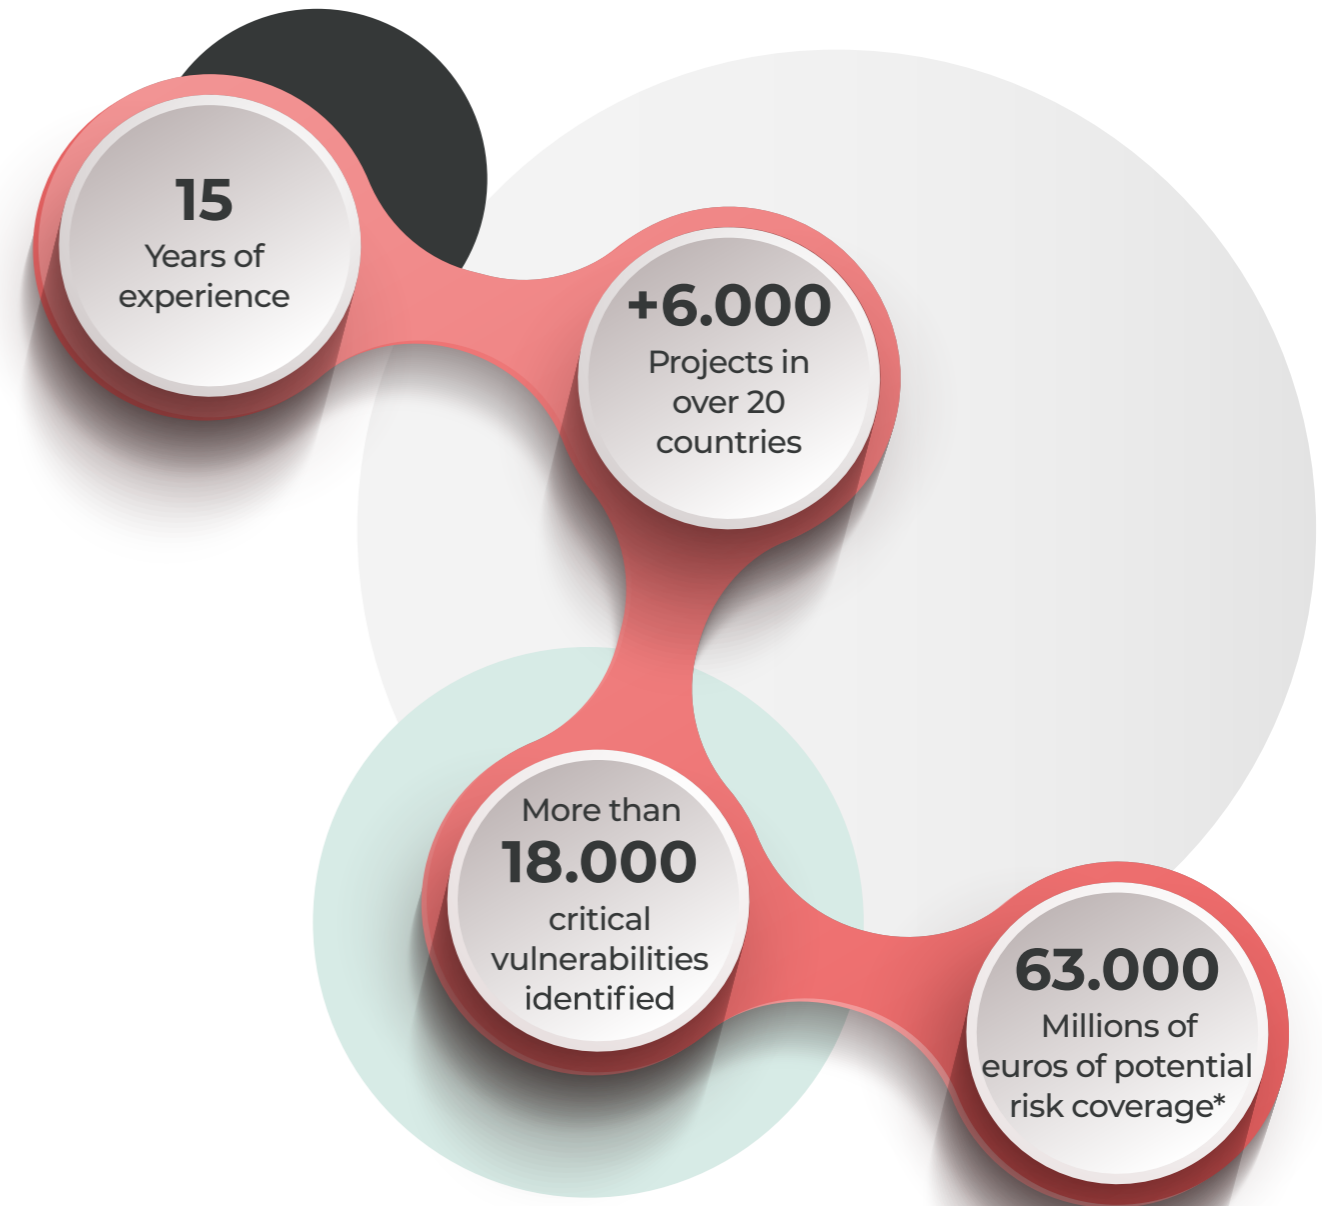 15
Years of
experience
+6.000
Projects in
over 20
countries
More than
18.000
critical
vulnerabilities
identified
63.000
Millions of
euros of potential
risk coverage*